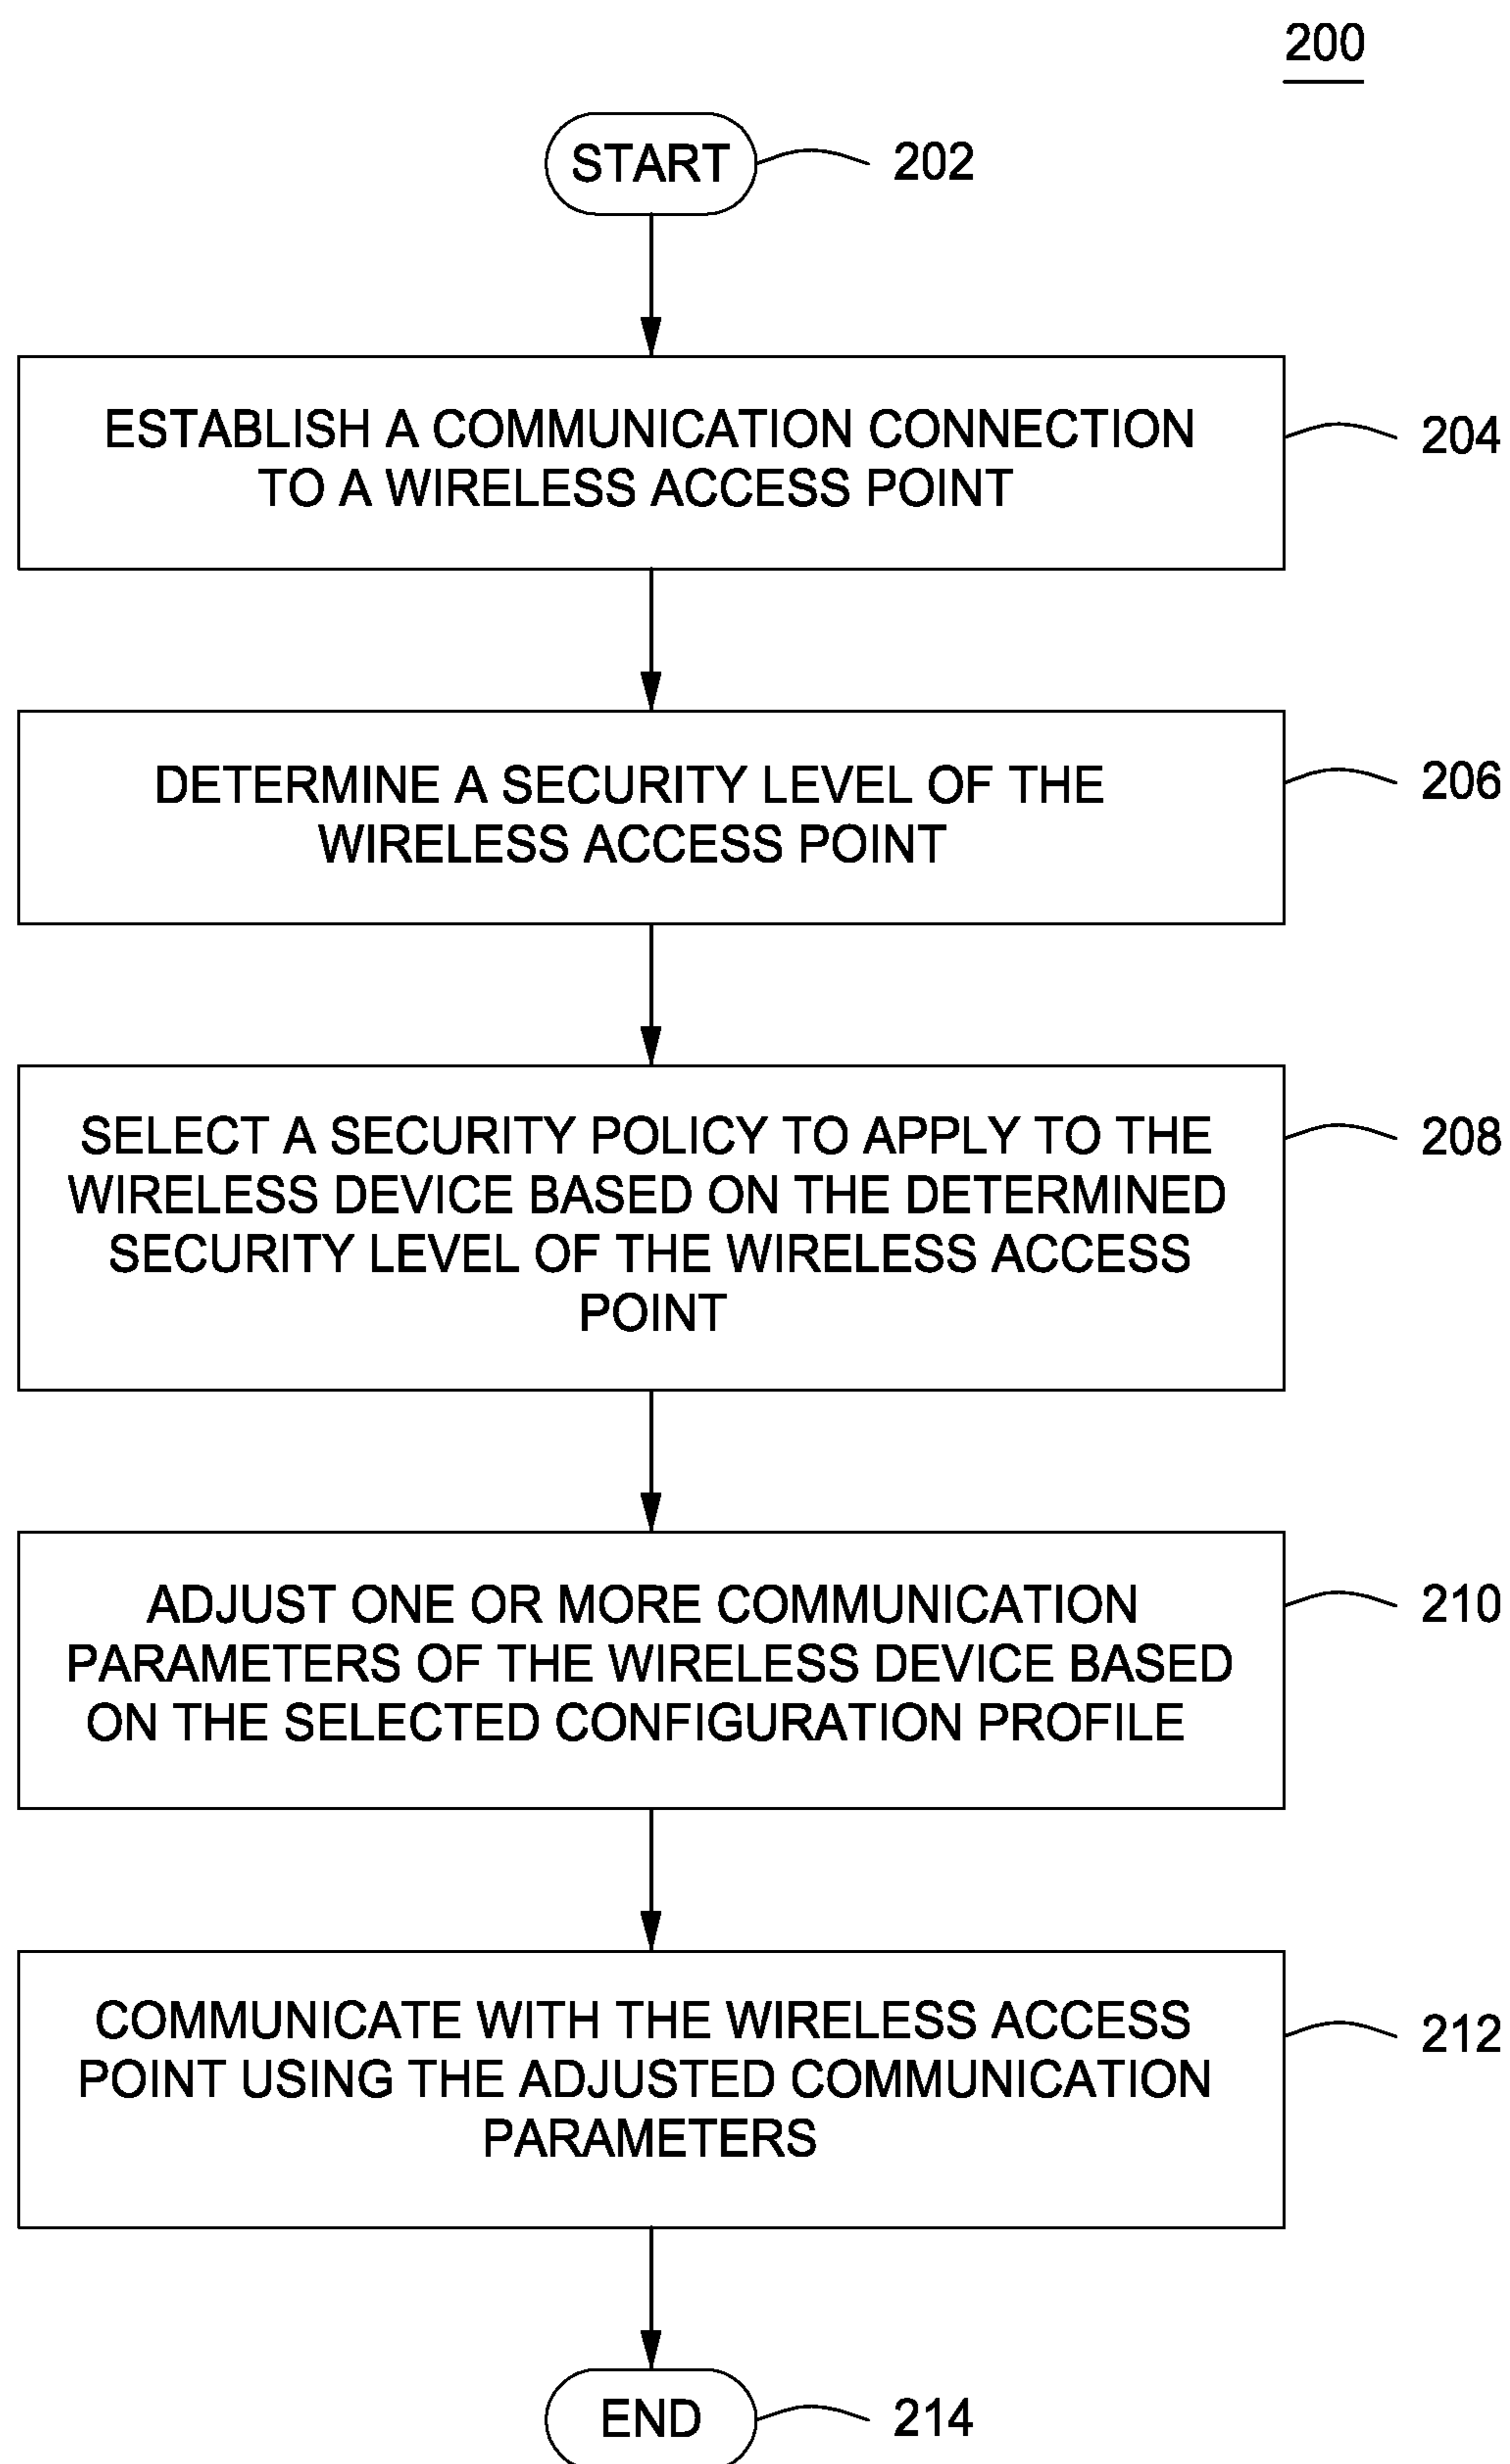 200
START
202
ESTABLISH A COMMUNICATION CONNECTION
TO A WIRELESS ACCESS POINT
204
DETERMINE A SECURITY LEVEL OF THE
WIRELESS ACCESS POINT
206
SELECT A SECURITY POLICY TO APPLY TO THE
WIRELESS DEVICE BASED ON THE DETERMINED
SECURITY LEVEL OF THE WIRELESS ACCESS
POINT
208
ADJUST ONE OR MORE COMMUNICATION
PARAMETERS OF THE WIRELESS DEVICE BASED
ON THE SELECTED CONFIGURATION PROFILE
210
COMMUNICATE WITH THE WIRELESS ACCESS
POINT USING THE ADJUSTED COMMUNICATION
PARAMETERS
212
END
214